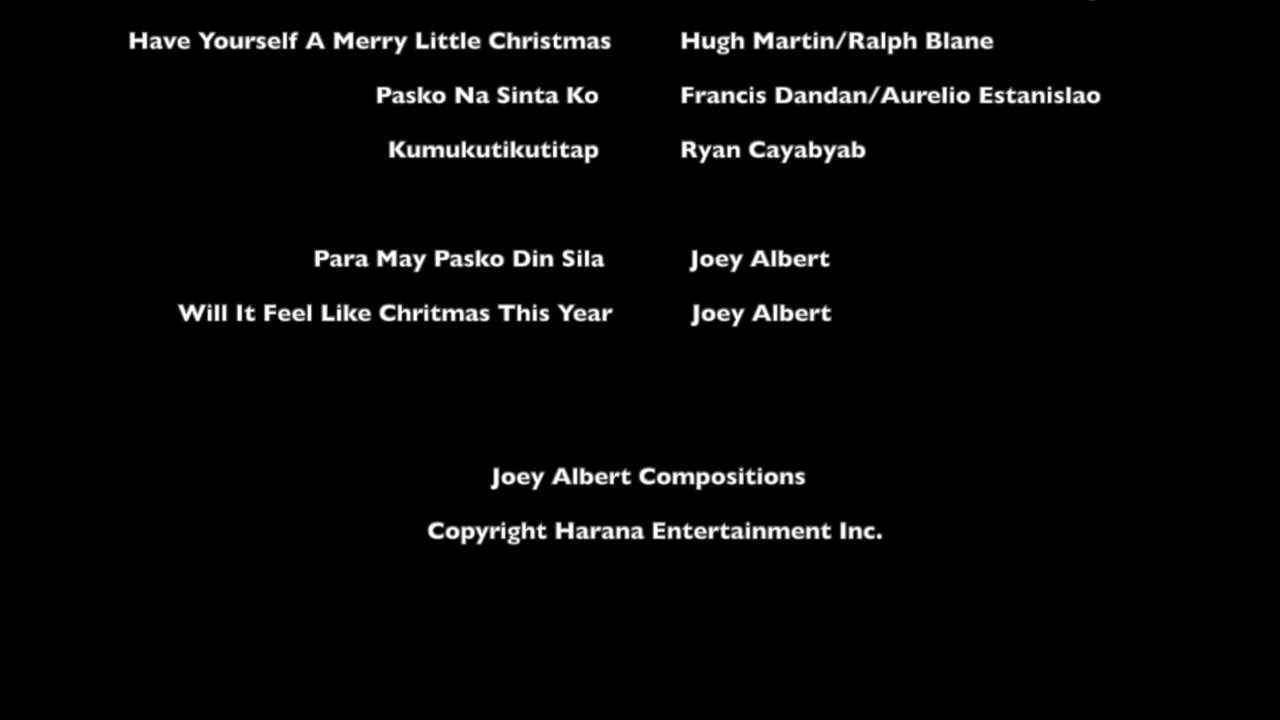 Have Yourself A Merry Little Christmas Hugh Martin/Ralph Blane
Pasko Na Sinta Ko Francis Dandan/Aurelio Estanislao
Kumukutikutitap Ryan Cayabyab
Para May Pasko Din Sila Joey Albert
Will It Feel Like Chritmas This Year Joey Albert
Joey Albert Compositions
Copyright Harana Entertainment Inc.